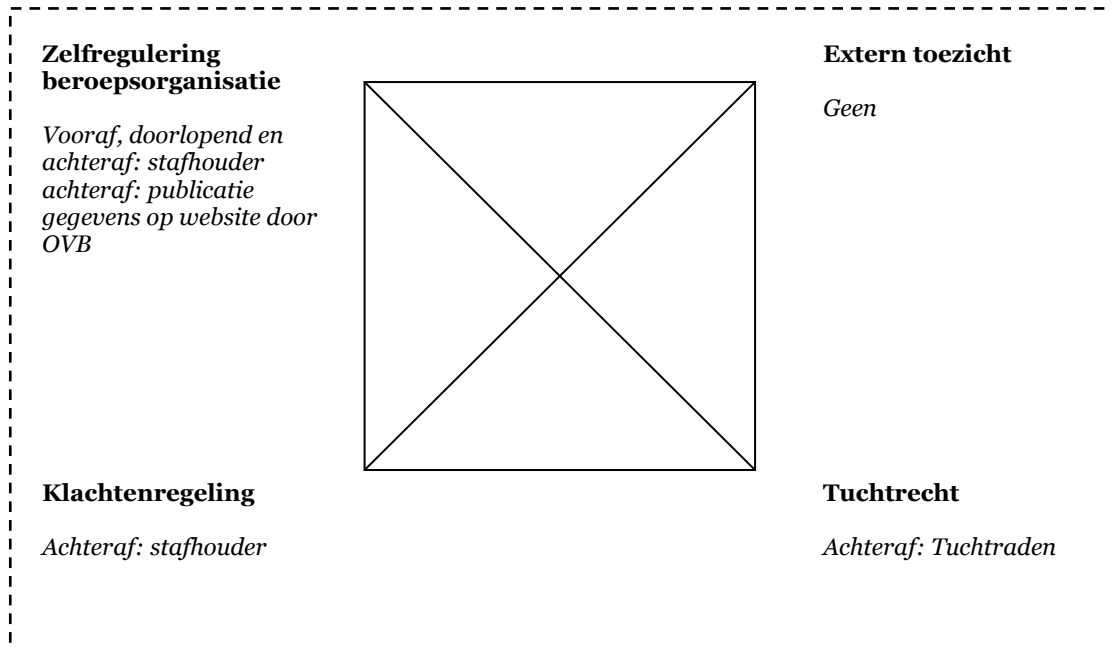 Zelfregulering
beroepsorganisatie
Vooraf, doorlopend en
achteraf: stafhouder
achteraf: publicatie
gegevens op website door
OVB
Extern toezicht
Geen
Klachtenregeling
Achteraf: stafhouder
Tuchtrecht
Achteraf: Tuchtraden